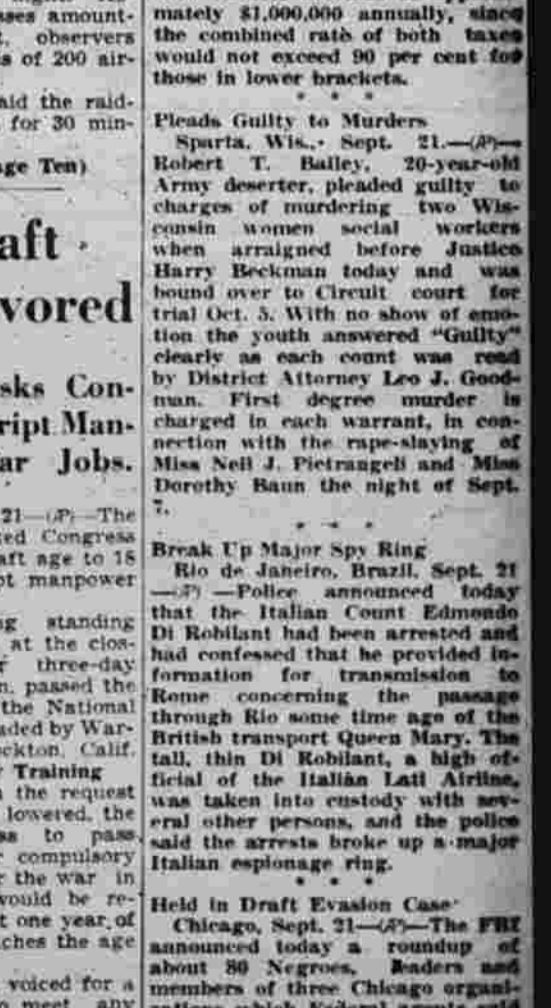 ses amount-
observers
s of 200 air-
aid the raid-
for 30 min-
ge Ten)
aft
vored
sks Con-
ript Man-
ar Jobs.
21—(AP)—The
ed Congress
aft age to 18
ot manpower
g standing
at the clos-
three-day
n, passed the
the National
aded by War-
ckton, Calif.
Training
the request
lowered, the
ss to pass
compulsory
r the war in
would be re-
t one year of
ches the age
voiced for a
meet any
mately $1,000,000 annually, since
the combined rate of both taxes
would not exceed 90 per cent for
those in lower brackets.
* * *
Pleads Guilty to Murders
Sparta, Wis., Sept. 21.—(AP)—
Robert T. Bailey, 20-year-old
Army deserter, pleaded guilty to
charges of murdering two Wis-
consin women social workers
when arraigned before Justice
Harry Beckman today and was
bound over to Circuit court for
trial Oct. 5. With no show of emo-
tion the youth answered "Guilty"
clearly as each count was read
by District Attorney Leo J. Good-
man. First degree murder is
charged in each warrant, in con-
nection with the rape-slaying of
Miss Nell J. Pietrangeli and Miss
Dorothy Baun the night of Sept.
7.
* * *
Break Up Major Spy Ring
Rio de Janeiro, Brazil, Sept. 21
—(AP)—Police announced today
that the Italian Count Edmondo
Di Robilant had been arrested and
had confessed that he provided in-
formation for transmission to
Rome concerning the passage
through Rio some time ago of the
British transport Queen Mary. The
tall, thin Di Robilant, a high of-
ficial of the Italian Lati Airline,
was taken into custody with sev-
eral other persons, and the police
said the arrests broke up a major
Italian espionage ring.
* * *
Held in Draft Evasion Case
Chicago, Sept. 21—(AP)—The FBI
announced today a roundup of
about 80 Negroes, leaders and
members of three Chicago organi-